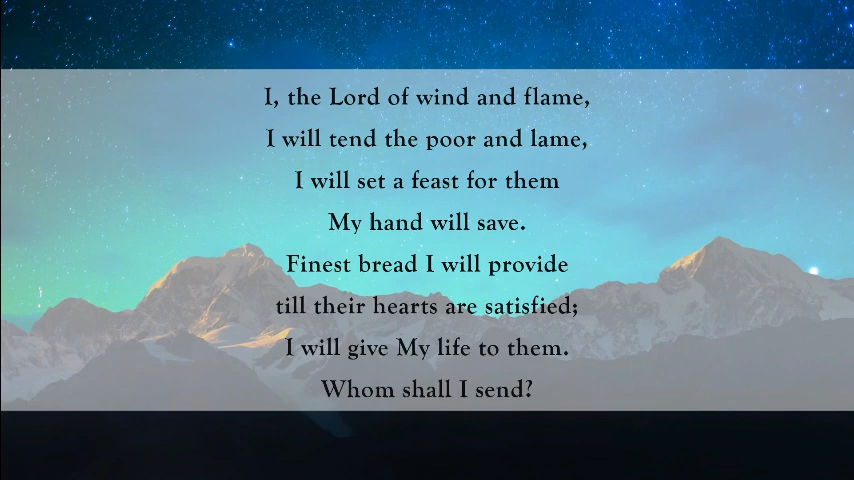 I, the Lord of wind and flame,
I will tend the poor and lame,
I will set a feast for them
My hand will save.
Finest bread I will provide
till their hearts are satisfied;
I will give My life to them.
Whom shall I send?